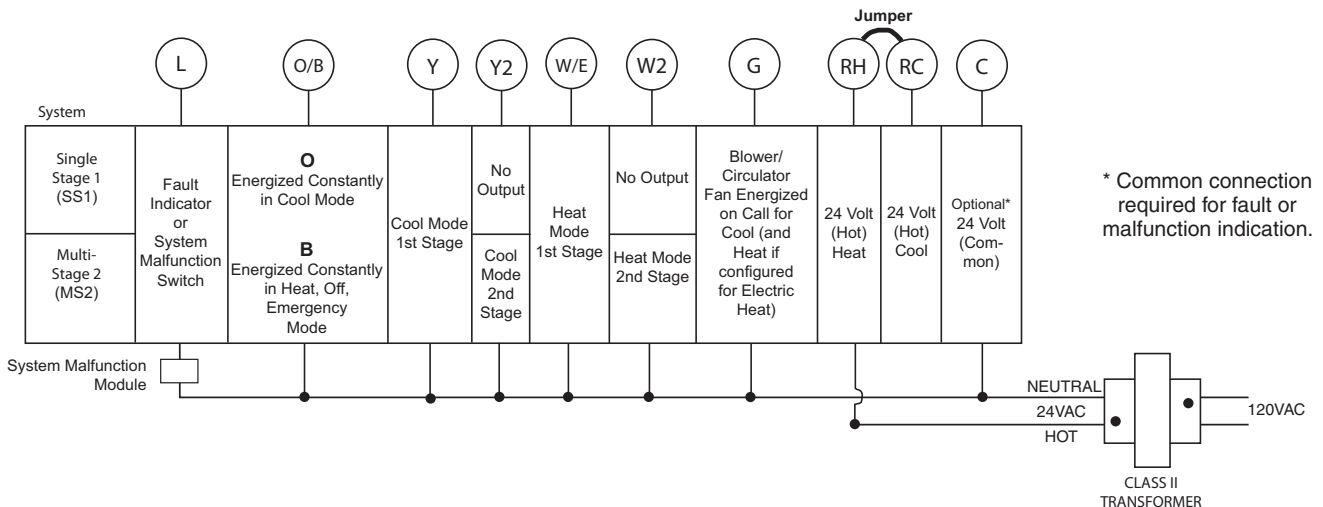 Jumper
L
O/B
Y
Y2
W/E
W2
G
RH
RC
C
System
Single
Stage 1
(SS1)
Multi-
Stage 2
(MS2)
Fault
Indicator
or
System
Malfunction
Switch
O
Energized Constantly
in Cool Mode
B
Energized Constantly
in Heat, Off,
Emergency
Mode
Cool Mode
1st Stage
No
Output
Cool
Mode
2nd
Stage
Heat
Mode
1st Stage
No Output
Heat Mode
2nd Stage
Blower/
Circulator
Fan Energized
on Call for
Cool (and
Heat if
configured
for Electric
Heat)
24 Volt
(Hot)
Heat
24 Volt
(Hot)
Cool
Optional*
24 Volt
(Com-
mon)
* Common connection
required for fault or
malfunction indication.
System Malfunction
Module
NEUTRAL
24VAC
HOT
120VAC
CLASS II
TRANSFORMER